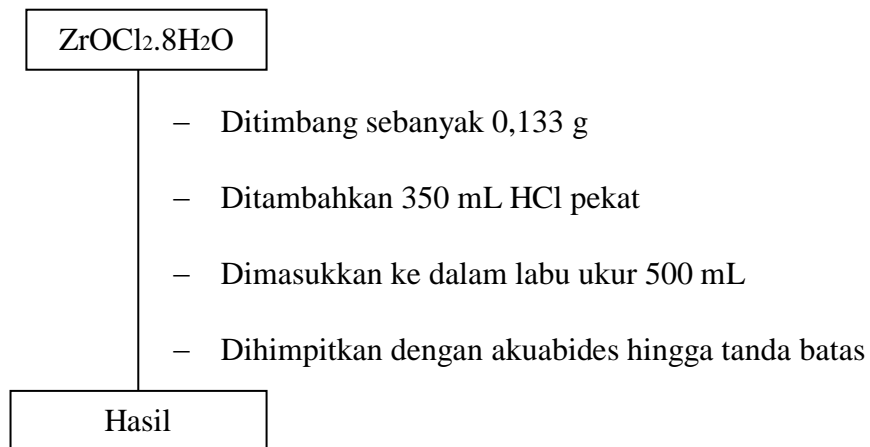 ZrOCl₂.8H₂O
– Ditimbang sebanyak 0,133 g
– Ditambahkan 350 mL HCl pekat
– Dimasukkan ke dalam labu ukur 500 mL
– Dihimpitkan dengan akuabides hingga tanda batas
Hasil